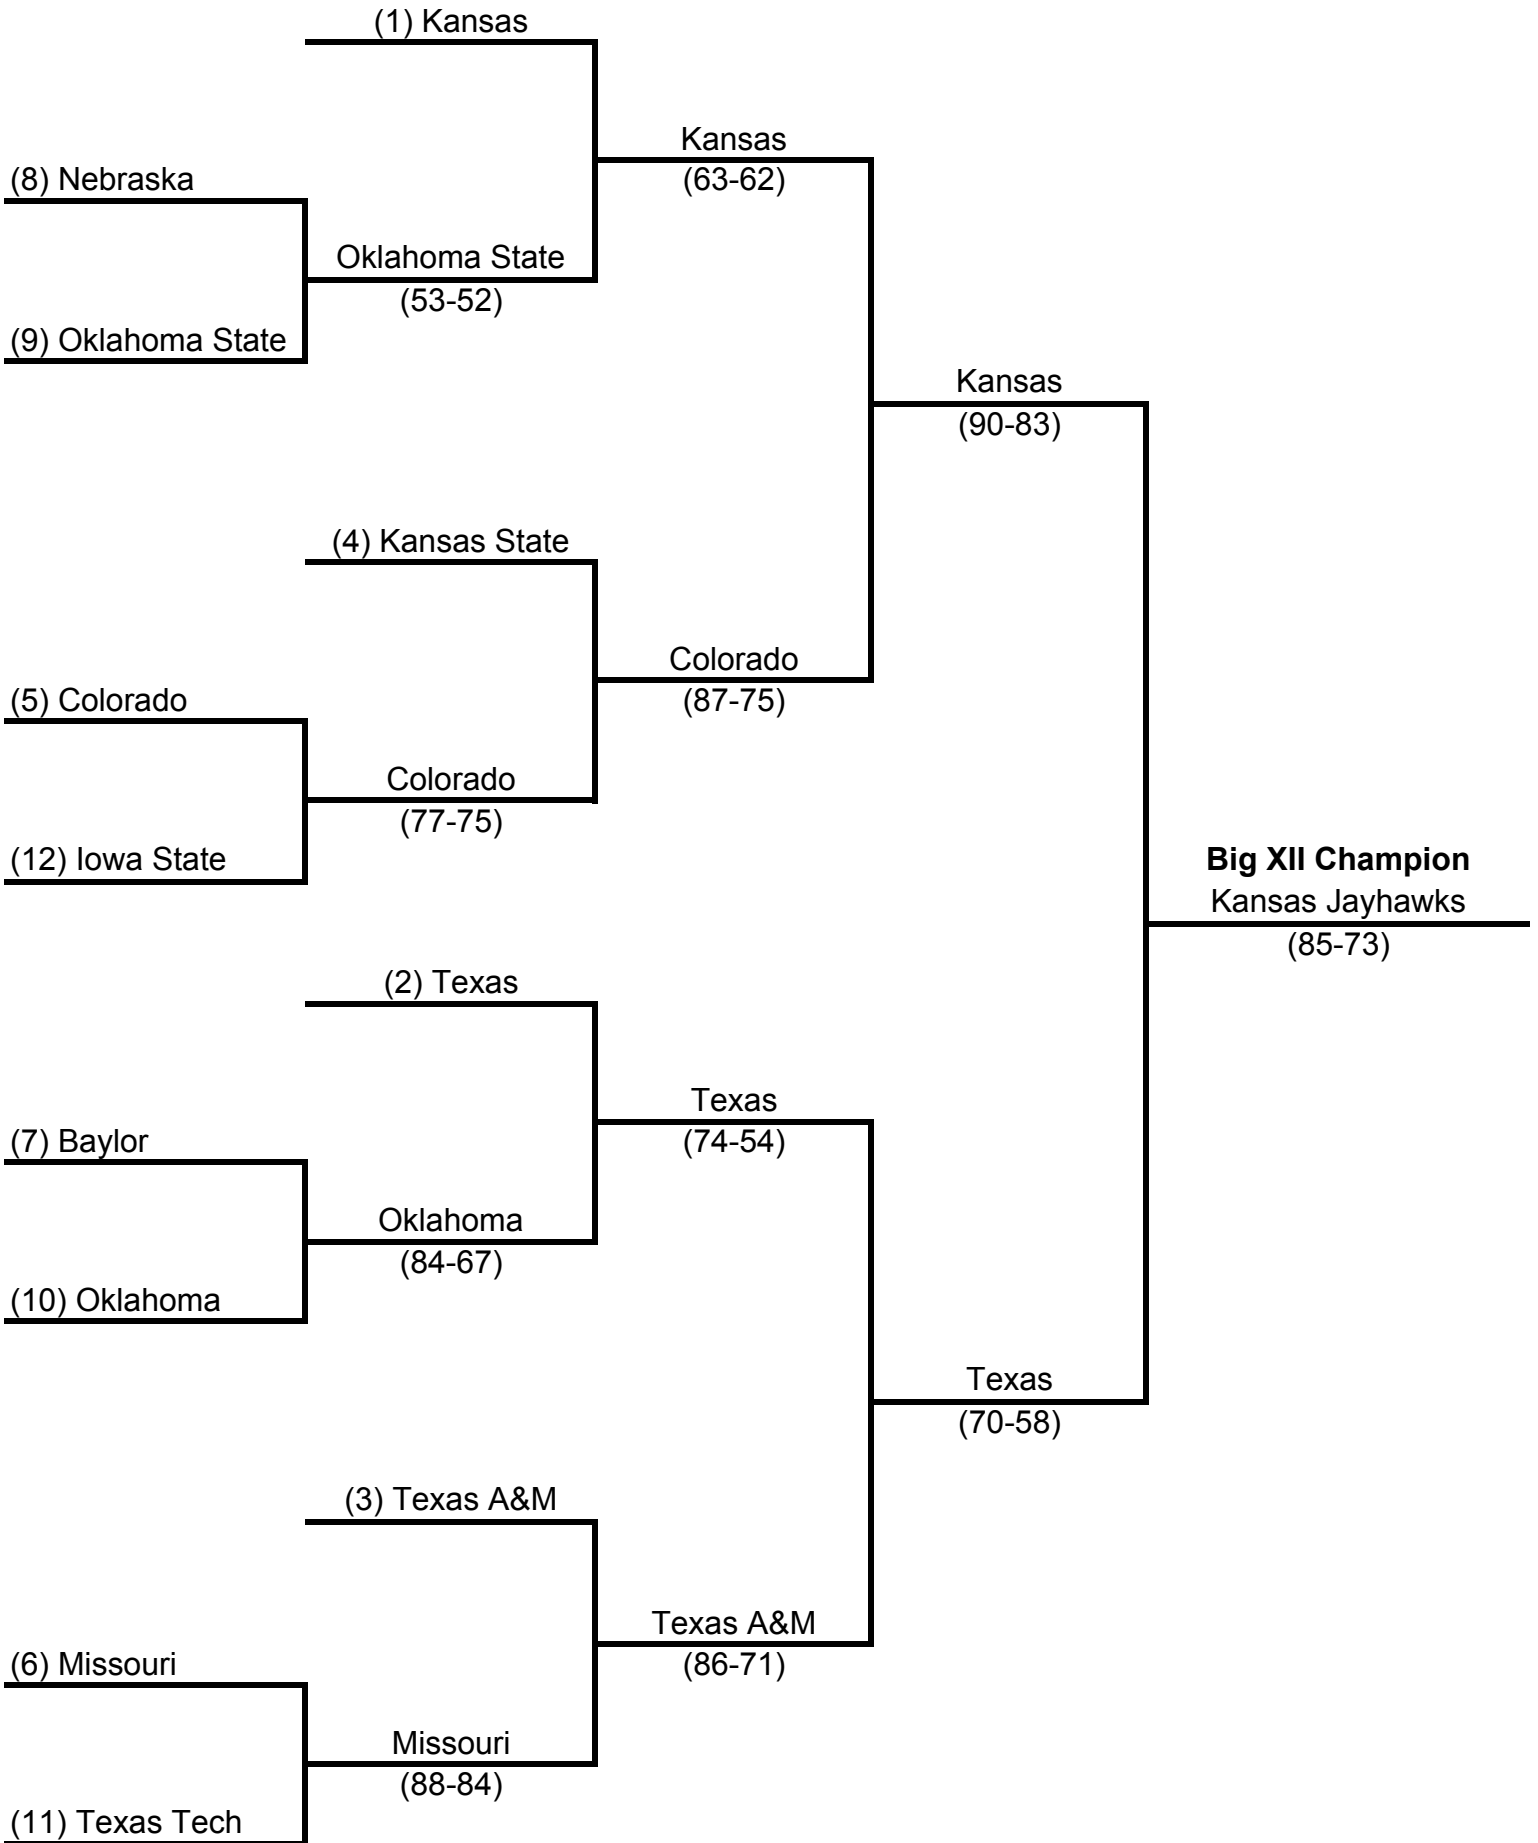 (1) Kansas
Kansas
(63-62)
(8) Nebraska
Oklahoma State
(53-52)
(9) Oklahoma State
Kansas
(90-83)
(4) Kansas State
Colorado
(87-75)
(5) Colorado
Colorado
(77-75)
(12) Iowa State
Big XII Champion
Kansas Jayhawks
(85-73)
(2) Texas
Texas
(74-54)
(7) Baylor
Oklahoma
(84-67)
(10) Oklahoma
Texas
(70-58)
(3) Texas A&M
Texas A&M
(86-71)
(6) Missouri
Missouri
(88-84)
(11) Texas Tech